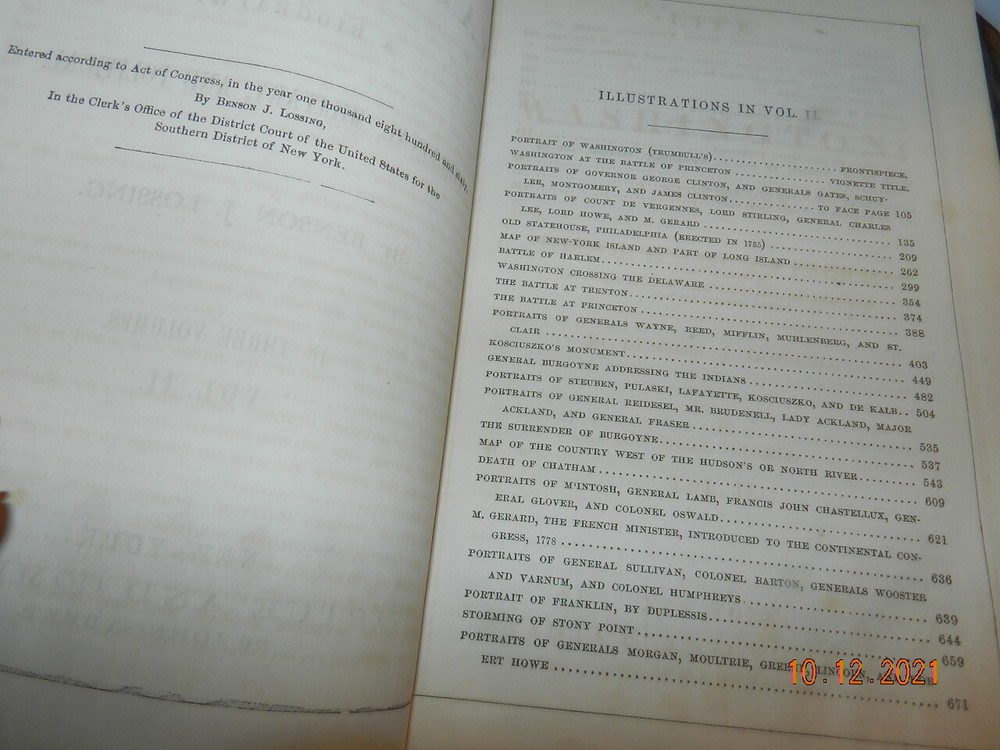 Entered according to Act of Congress, in the year one thousand eight hundred and sixty,
By Benson J. Lossing,
In the Clerk's Office of the District Court of the United States for the
Southern District of New York.
ILLUSTRATIONS IN VOL. II.
PORTRAIT OF WASHINGTON (TRUMBULL'S) FRONTISPIECE.
WASHINGTON AT THE BATTLE OF PRINCETON VIGNETTE TITLE.
PORTRAITS OF GOVERNOR GEORGE CLINTON, AND GENERALS GATES, SCHUY-
LER, MONTGOMERY, AND JAMES CLINTON TO FACE PAGE 105
PORTRAITS OF COUNT DE VERGENNES, LORD STIRLING, GENERAL CHARLES
LEE, LORD HOWE, AND M. GERARD 135
OLD STATEHOUSE, PHILADELPHIA (ERECTED IN 1735) 209
MAP OF NEW-YORK ISLAND AND PART OF LONG ISLAND 262
BATTLE OF HARLEM 299
WASHINGTON CROSSING THE DELAWARE 354
THE BATTLE AT TRENTON 374
THE BATTLE AT PRINCETON 388
PORTRAITS OF GENERALS WAYNE, REED, MIFFLIN, MUHLENBERG, AND ST.
CLAIR 403
KOSCIUSZKO'S MONUMENT 449
GENERAL BURGOYNE ADDRESSING THE INDIANS 482
PORTRAITS OF STEUBEN, PULASKI, LAFAYETTE, KOSCIUSZKO, AND DE KALB 504
PORTRAITS OF GENERAL REIDESEL, MR. BRUDENELL, LADY ACKLAND, MAJOR
ACKLAND, AND GENERAL FRASER 535
THE SURRENDER OF BURGOYNE 537
MAP OF THE COUNTRY WEST OF THE HUDSON'S OR NORTH RIVER 543
DEATH OF CHATHAM 609
PORTRAITS OF M'INTOSH, GENERAL LAMB, FRANCIS JOHN CHASTELLUX, GEN-
ERAL GLOVER, AND COLONEL OSWALD 621
M. GERARD, THE FRENCH MINISTER, INTRODUCED TO THE CONTINENTAL CON-
GRESS, 1778 636
PORTRAITS OF GENERAL SULLIVAN, COLONEL BARTON, GENERALS WOOSTER
AND VARNUM, AND COLONEL HUMPHREYS 639
PORTRAIT OF FRANKLIN, BY DUPLESSIS 644
STORMING OF STONY POINT 659
PORTRAITS OF GENERALS MORGAN, MOULTRIE, GREENE, LINCOLN,
ERT HOWE 671
10.12.2021